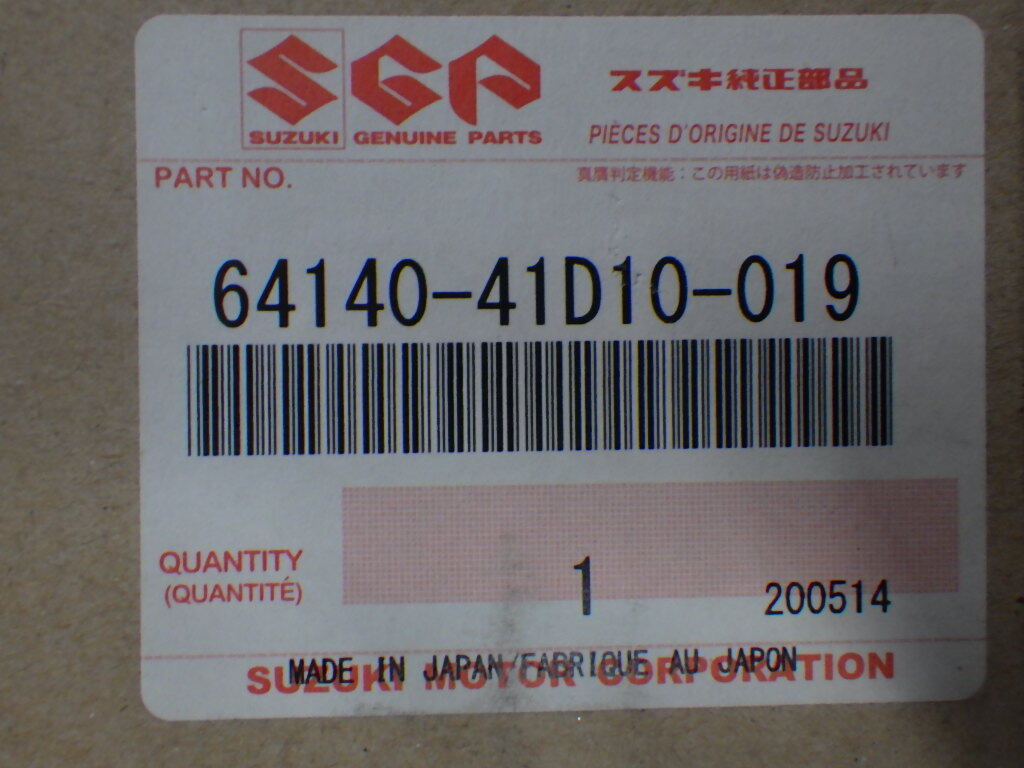 SGP
スズキ純正部品
SUZUKI GENUINE PARTS
PIÈCES D'ORIGINE DE SUZUKI
PART NO.
真贋判定機能：この用紙は偽造防止加工されています
64140-41D10-019
QUANTITY
(QUANTITÉ)
1
200514
MADE IN JAPAN/FABRIQUE AU JAPON
SUZUKI MOTOR CORPORATION